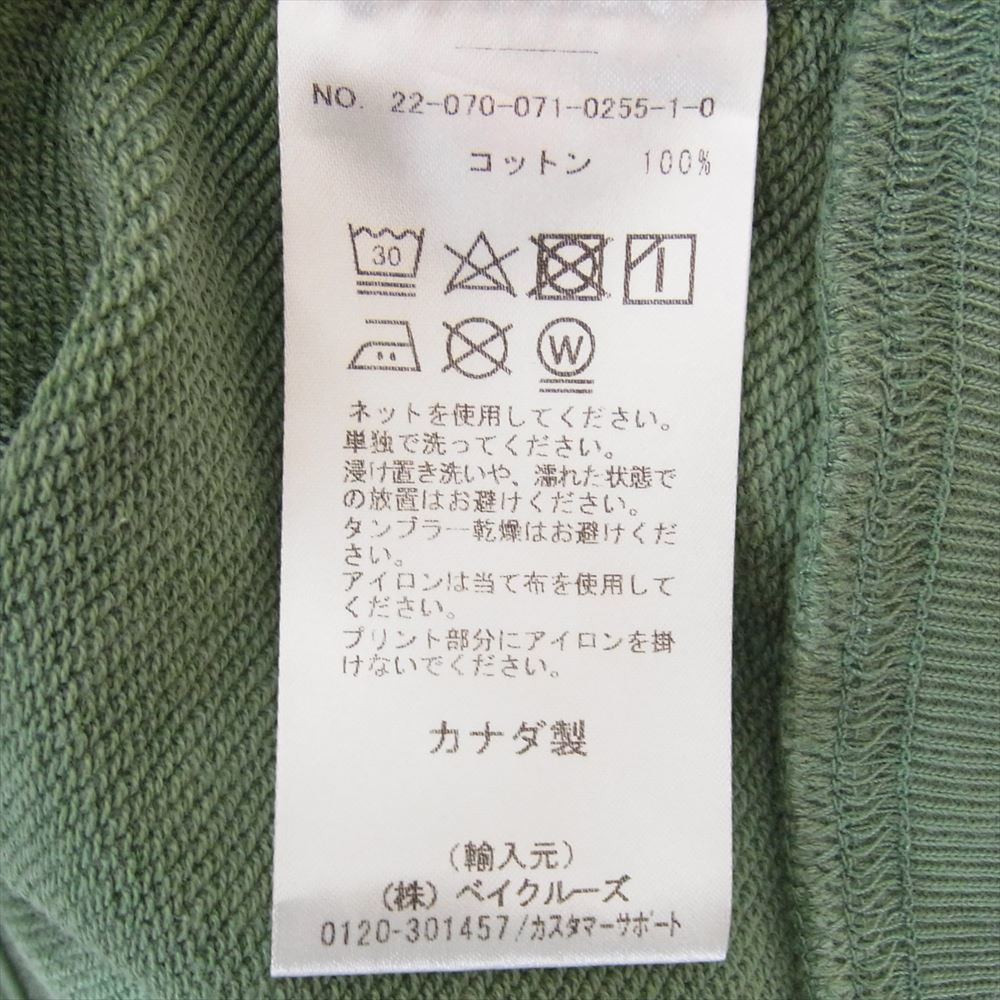 NO. 22-070-071-0255-1-0
コットン 100%
30
W
ネットを使用してください。
単独で洗ってください。
浸け置き洗いや、濡れた状態で
の放置はお避けください。
タンブラー乾燥はお避けくだ
さい。
アイロンは当て布を使用して
ください。
プリント部分にアイロンを掛
けないでください。
カナダ製
(輸入元)
(株) ベイクルーズ
0120-301457/カスタマーサポート